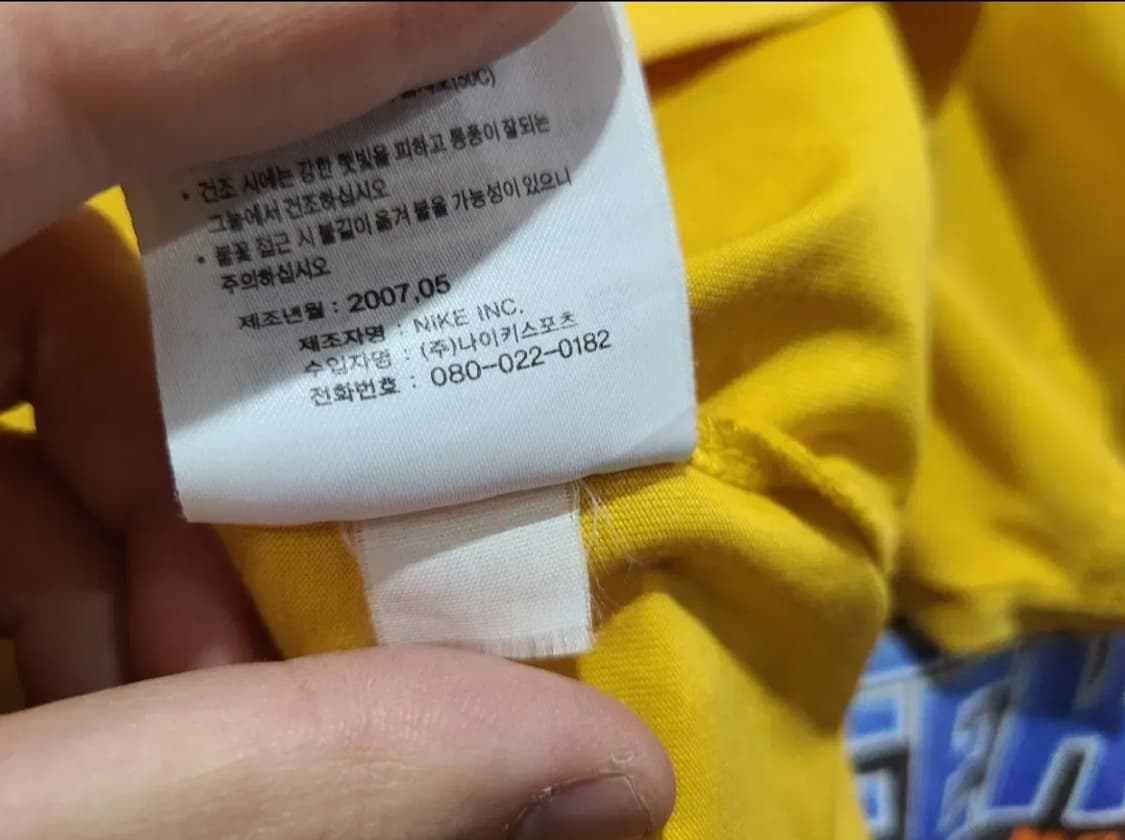 (50C)
• 건조 시에는 강한 햇빛을 피하고 통풍이 잘되는
그늘에서 건조하십시오
• 불꽃 접근 시 불길이 옮겨 붙을 가능성이 있으니
주의하십시오
제조년월 : 2007,05
제조자명 : NIKE INC.
수입자명 : (주)나이키스포츠
전화번호 : 080-022-0182